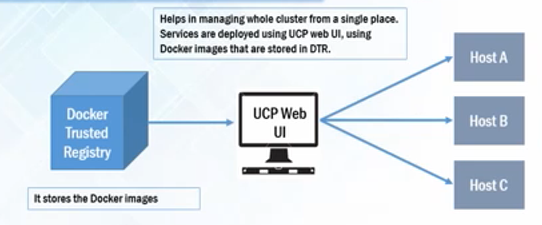 Helps in managing whole cluster from a single place.
Services are deployed using UCP web UI, using
Docker images that are stored in DTR.
Docker
Trusted
Registry
UCP Web
UI
Host A
Host B
Host C
It stores the Docker images